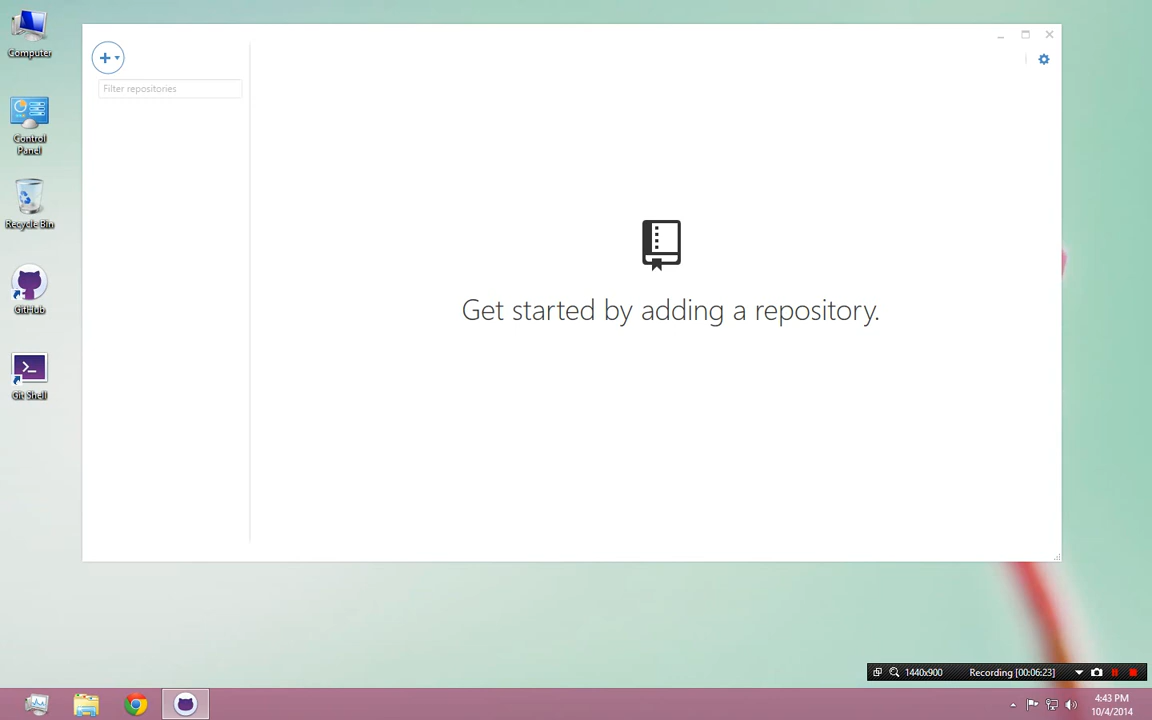 Computer
Control
Panel
Recycle Bin
GitHub
Git Shell
Filter repositories
Get started by adding a repository.
1440x900
Recording [00:06:23]
4:43 PM
10/4/2014